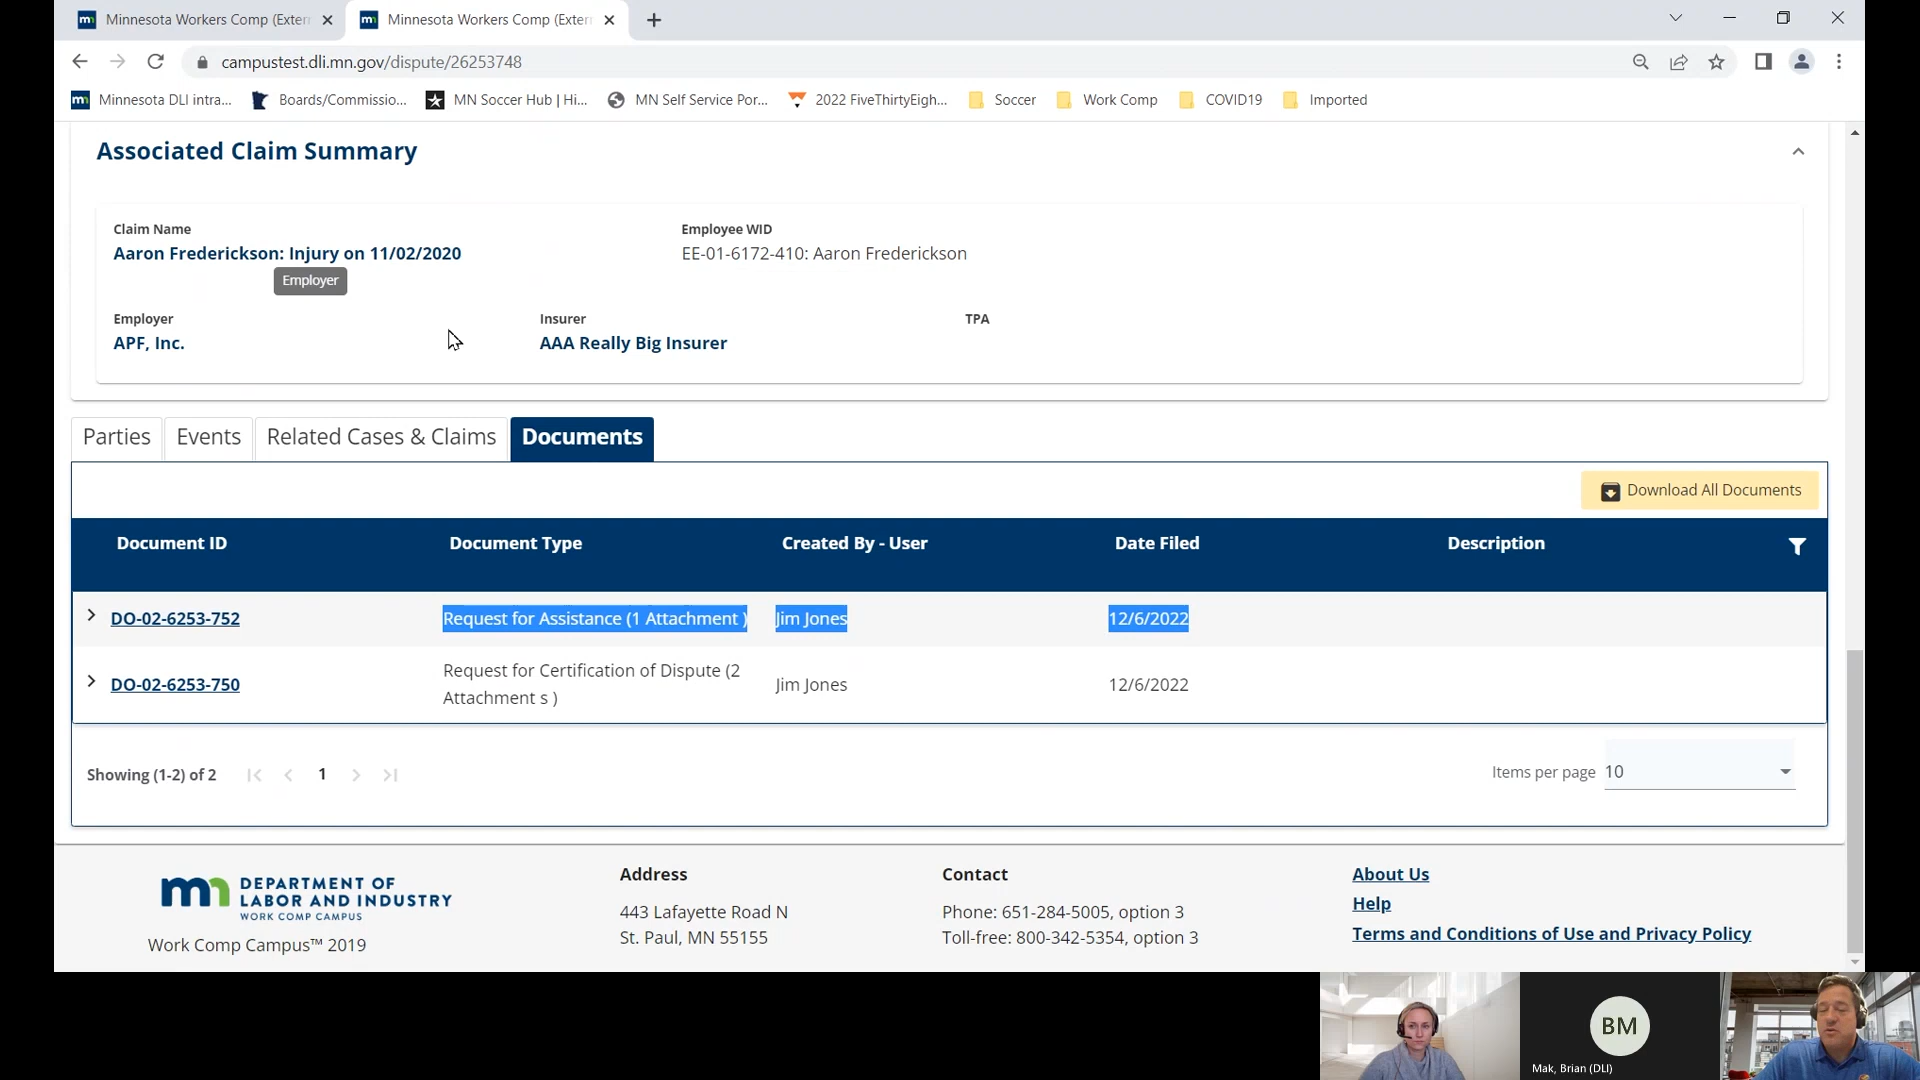 Minnesota Workers Comp (Exter
Minnesota Workers Comp (Exter
campustest.dli.mn.gov/dispute/26253748
Minnesota DLI intra...
Boards/Commissio...
MN Soccer Hub | Hi...
MN Self Service Por...
2022 FiveThirtyEigh...
Soccer
Work Comp
COVID19
Imported
Associated Claim Summary
Claim Name
Employee WID
Aaron Frederickson: Injury on 11/02/2020
EE-01-6172-410: Aaron Frederickson
Employer
Employer
Insurer
TPA
APF, Inc.
AAA Really Big Insurer
Parties
Events
Related Cases & Claims
Documents
Download All Documents
Document ID
Document Type
Created By - User
Date Filed
Description
DO-02-6253-752
Request for Assistance (1 Attachment )
Jim Jones
12/6/2022
DO-02-6253-750
Request for Certification of Dispute (2
Attachment s )
Jim Jones
12/6/2022
Showing (1-2) of 2
1
Items per page
10
mn
DEPARTMENT OF
LABOR AND INDUSTRY
WORK COMP CAMPUS
Work Comp Campus™ 2019
Address
443 Lafayette Road N
St. Paul, MN 55155
Contact
Phone: 651-284-5005, option 3
Toll-free: 800-342-5354, option 3
About Us
Help
Terms and Conditions of Use and Privacy Policy
BM
Mak, Brian (DLI)